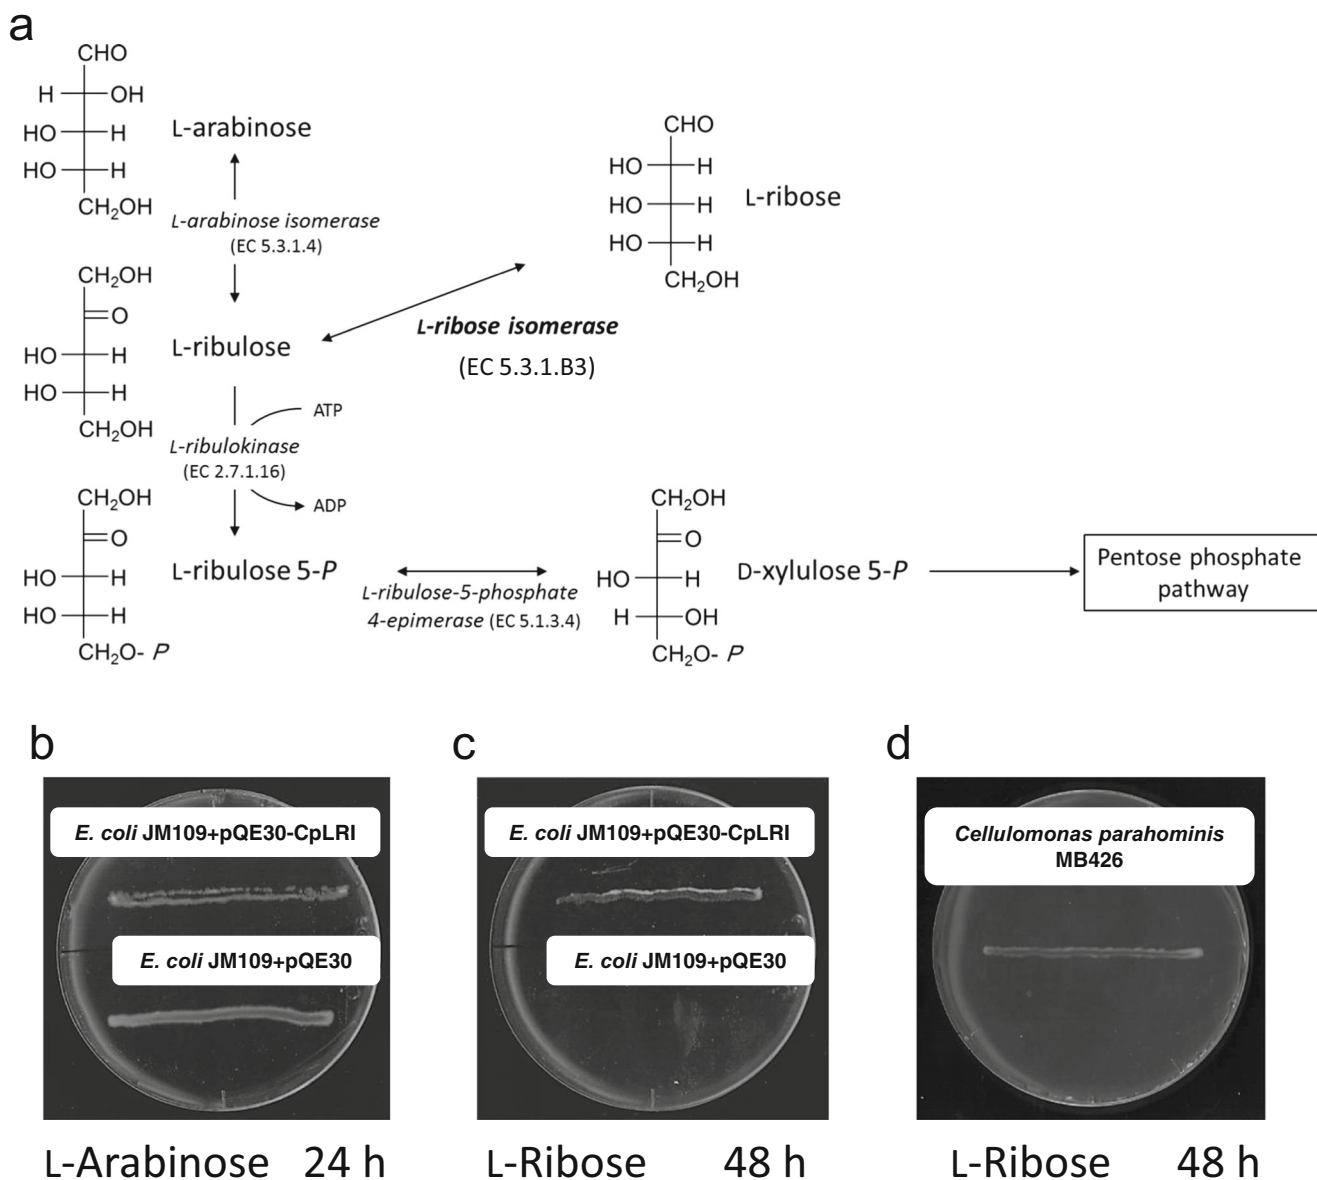 a
CHO
H OH
HO H
HO H
CH₂OH
L-arabinose
L-arabinose isomerase
(EC 5.3.1.4)
CHO
HO H
HO H
HO H
CH₂OH
L-ribose
CH₂OH
O
HO H
HO H
CH₂OH
L-ribulose
L-ribose isomerase
(EC 5.3.1.B3)
ATP
L-ribulokinase
(EC 2.7.1.16)
ADP
CH₂OH
O
HO H
HO H
CH₂O- P
L-ribulose 5-P
L-ribulose-5-phosphate
4-epimerase (EC 5.1.3.4)
CH₂OH
O
HO H
H OH
CH₂O- P
D-xylulose 5-P
Pentose phosphate
pathway
b
E. coli JM109+pQE30-CpLRI
E. coli JM109+pQE30
L-Arabinose 24 h
c
E. coli JM109+pQE30-CpLRI
E. coli JM109+pQE30
L-Ribose 48 h
d
Cellulomonas parahominis
MB426
L-Ribose 48 h